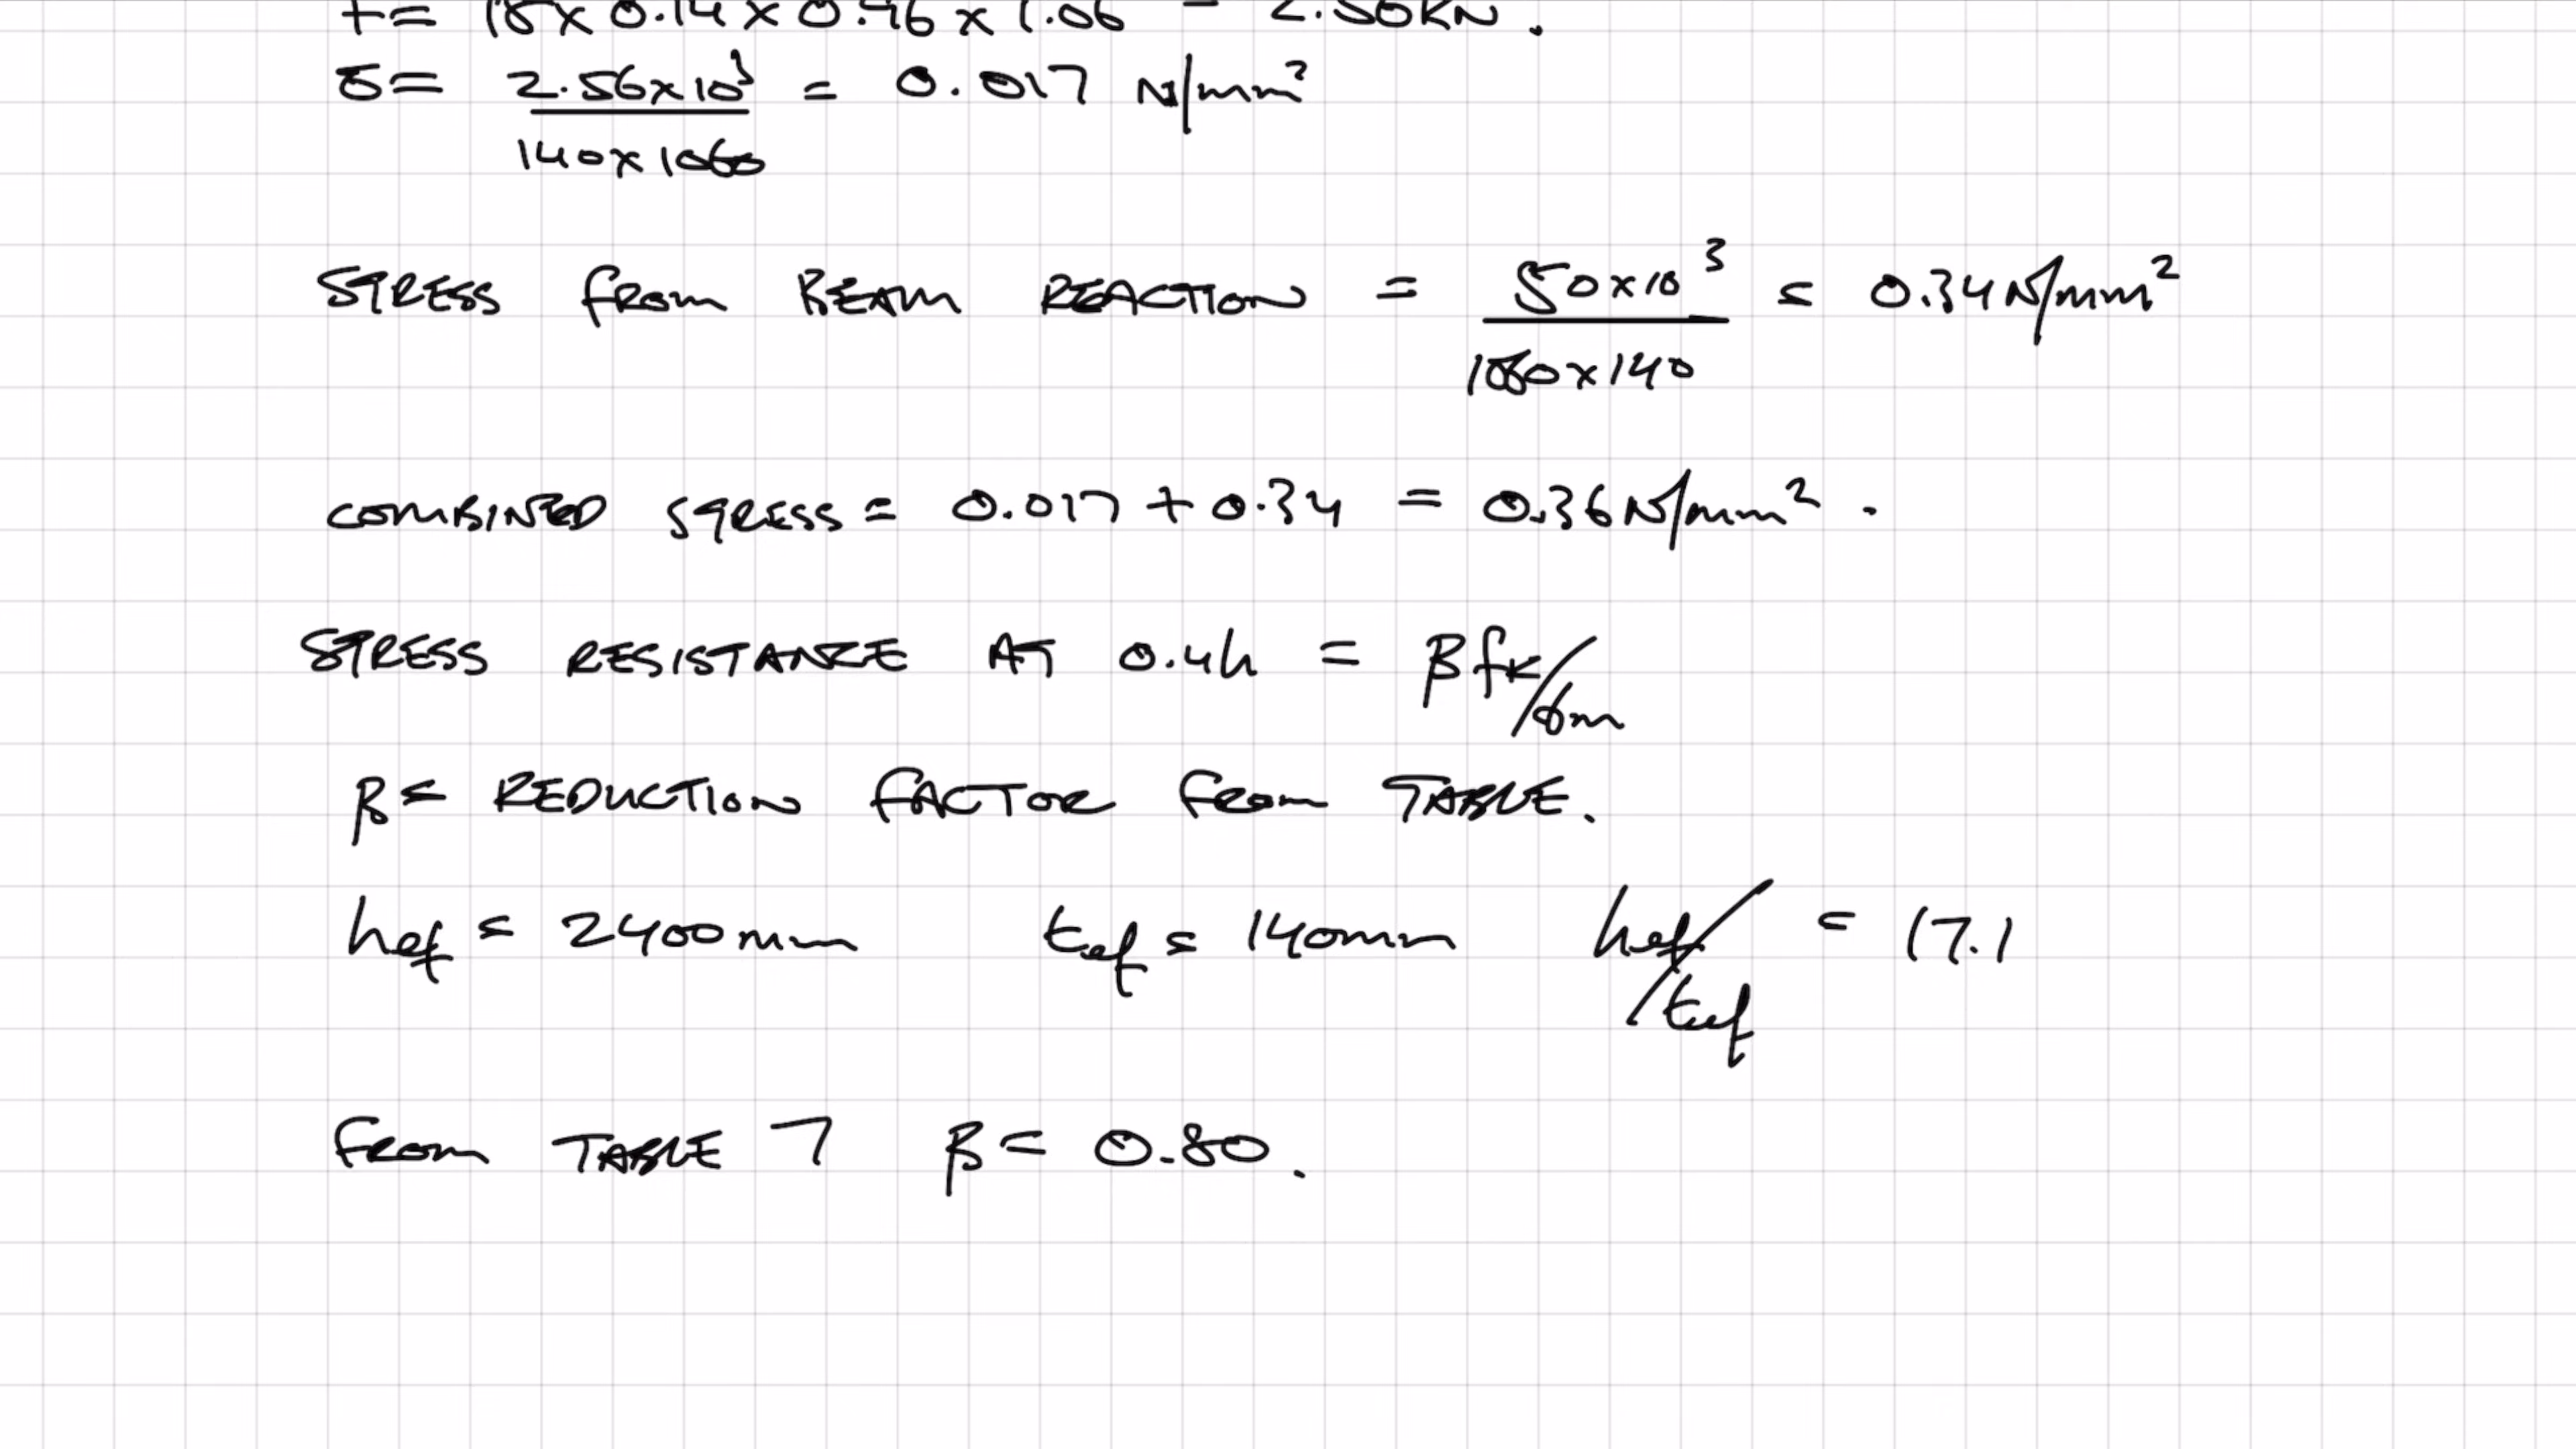 += 18 x 0.14 x 0.96 x 1.06 = 2.56KN.
σ= 2.56x10³ = 0.017 N/mm²
140x1060
STRESS from BEAM REACTION = 50x10³ = 0.34N/mm²
1060x140
COMBINED STRESS = 0.017 + 0.34 = 0.36N/mm².
STRESS RESISTANCE AT 0.4h = βfk/γm
β= REDUCTION FACTOR from TABLE.
hef = 2400mm tef = 140mm hef/tef = 17.1
from TABLE 7 β= 0.80.